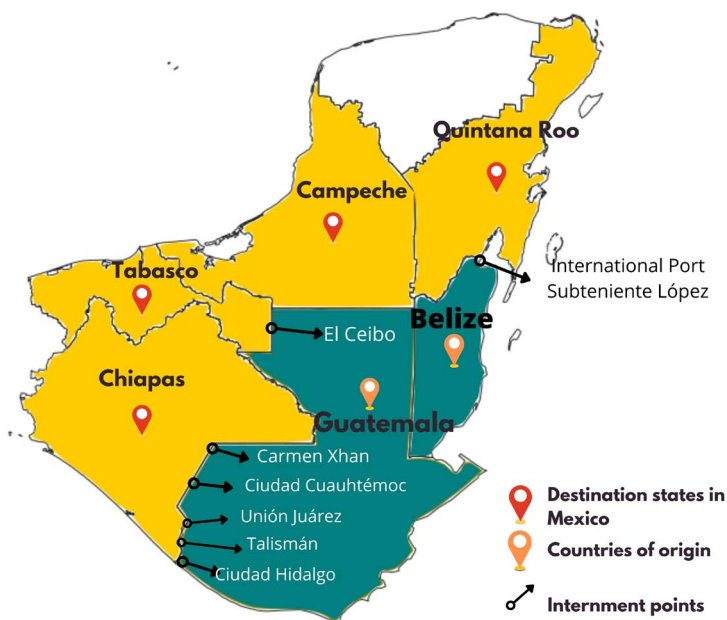 Quintana Roo
Campeche
Tabasco
International Port
Subteniente López
Belize
El Ceibo
Chiapas
Guatemala
Carmen Xhan
Ciudad Cuauhtémoc
Unión Juárez
Talismán
Ciudad Hidalgo
Destination states in
Mexico
Countries of origin
Internment points